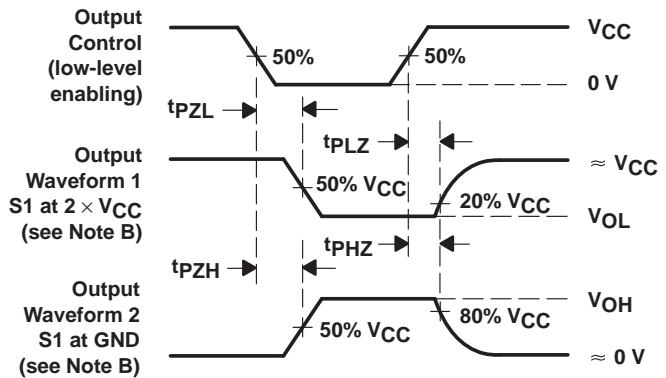 Output
Control
(low-level
enabling)
50%
50%
VCC
0 V
tPZL
tPLZ
Output
Waveform 1
S1 at 2 × VCC
(see Note B)
50% VCC
20% VCC
≈ VCC
VOL
tPZH
tPHZ
Output
Waveform 2
S1 at GND
(see Note B)
50% VCC
80% VCC
VOH
≈ 0 V